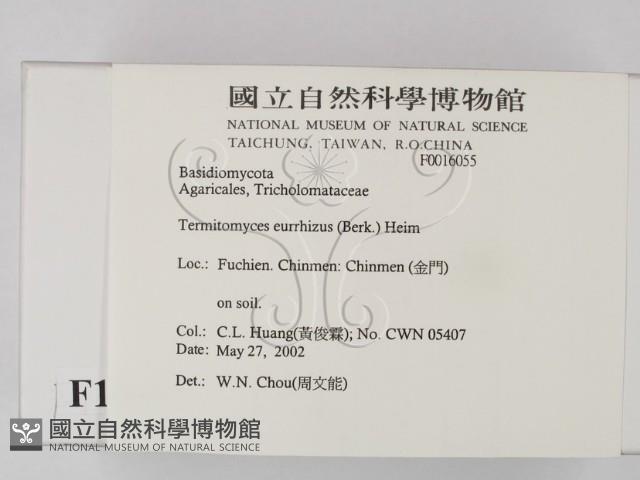 國立自然科學博物館
NATIONAL MUSEUM OF NATURAL SCIENCE
TAICHUNG, TAIWAN, R.O.CHINA
F0016055
Basidiomycota
Agaricales, Tricholomataceae
Termitomyces eurrhizus (Berk.) Heim
Loc.: Fuchien. Chinmen: Chinmen (金門)
on soil.
Col.: C.L. Huang(黃俊霖); No. CWN 05407
Date: May 27, 2002
Det.: W.N. Chou(周文能)
F1
國立自然科學博物館
NATIONAL MUSEUM OF NATURAL SCIENCE